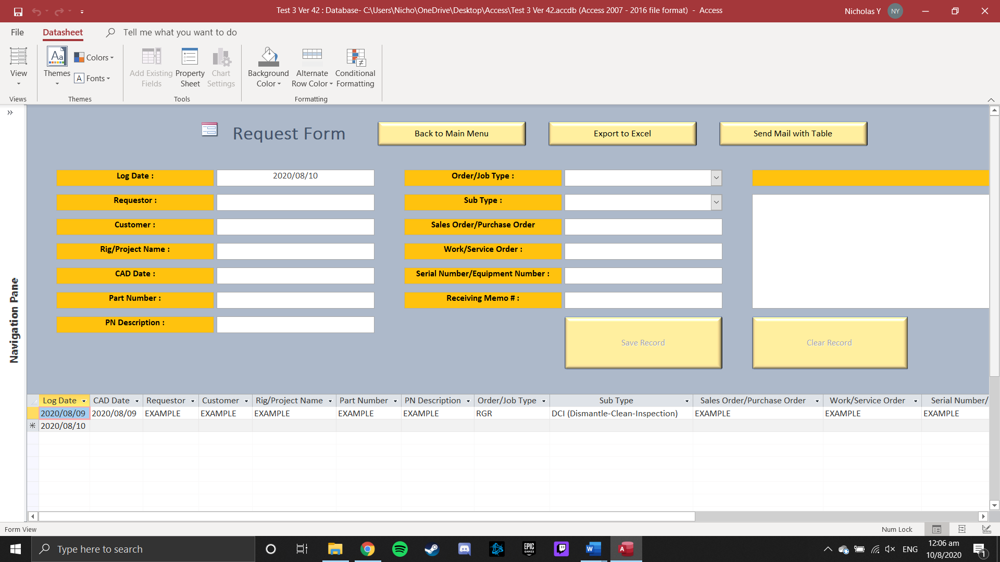 Test 3 Ver 42 : Database- C:\Users\Nicho\OneDrive\Desktop\Access\Test 3 Ver 42.accdb (Access 2007 - 2016 file format) - Access
Nicholas Y
NY
File
Datasheet
Tell me what you want to do
View
Aa
Themes
Colors
A Fonts
Add Existing Fields
Property Sheet
Chart Settings
Background Color
Alternate Row Color
Conditional Formatting
Views
Themes
Tools
Formatting
Navigation Pane
Request Form
Back to Main Menu
Export to Excel
Send Mail with Table
Log Date :
2020/08/10
Order/Job Type :
Requestor :
Sub Type :
Customer :
Sales Order/Purchase Order
Rig/Project Name :
Work/Service Order :
CAD Date :
Serial Number/Equipment Number :
Part Number :
Receiving Memo # :
PN Description :
Save Record
Clear Record
Log Date CAD Date Requestor Customer Rig/Project Name Part Number PN Description Order/Job Type Sub Type Sales Order/Purchase Order Work/Service Order Serial Number/
2020/08/09 2020/08/09 EXAMPLE EXAMPLE EXAMPLE EXAMPLE EXAMPLE RGR DCI (Dismantle-Clean-Inspection) EXAMPLE EXAMPLE EXAMPLE
2020/08/10
Form View
Num Lock
Type here to search
EPIC GAMES
W
A
ENG
12:06 am
10/8/2020
1